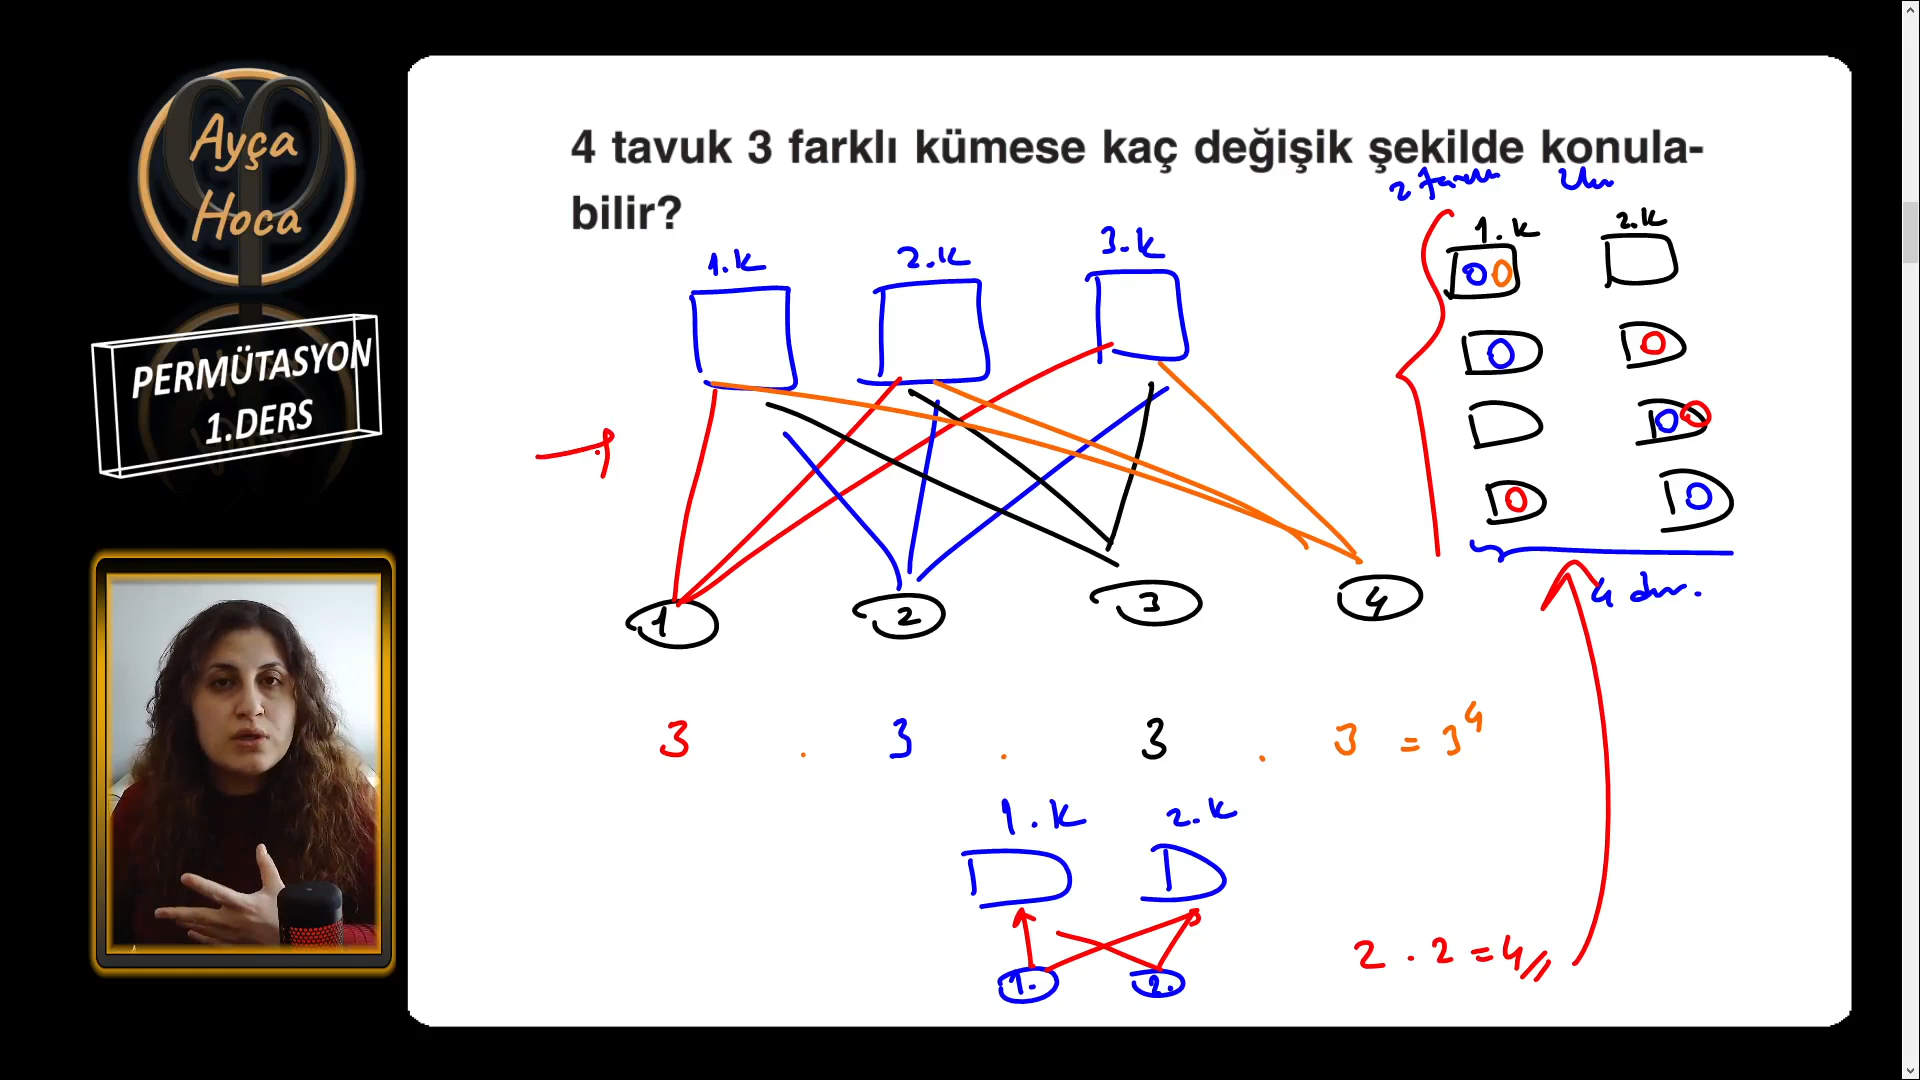 Ayça
Hoca
PERMÜTASYON
1.DERS
4 tavuk 3 farklı kümese kaç değişik şekilde konula-
bilir?
1.k 2.k 3.k
1.k 2.k
1 2 3 4
4 dur.
3 . 3 . 3 . 3 = 3⁴
1.k 2.k
1. 2.
2 . 2 = 4